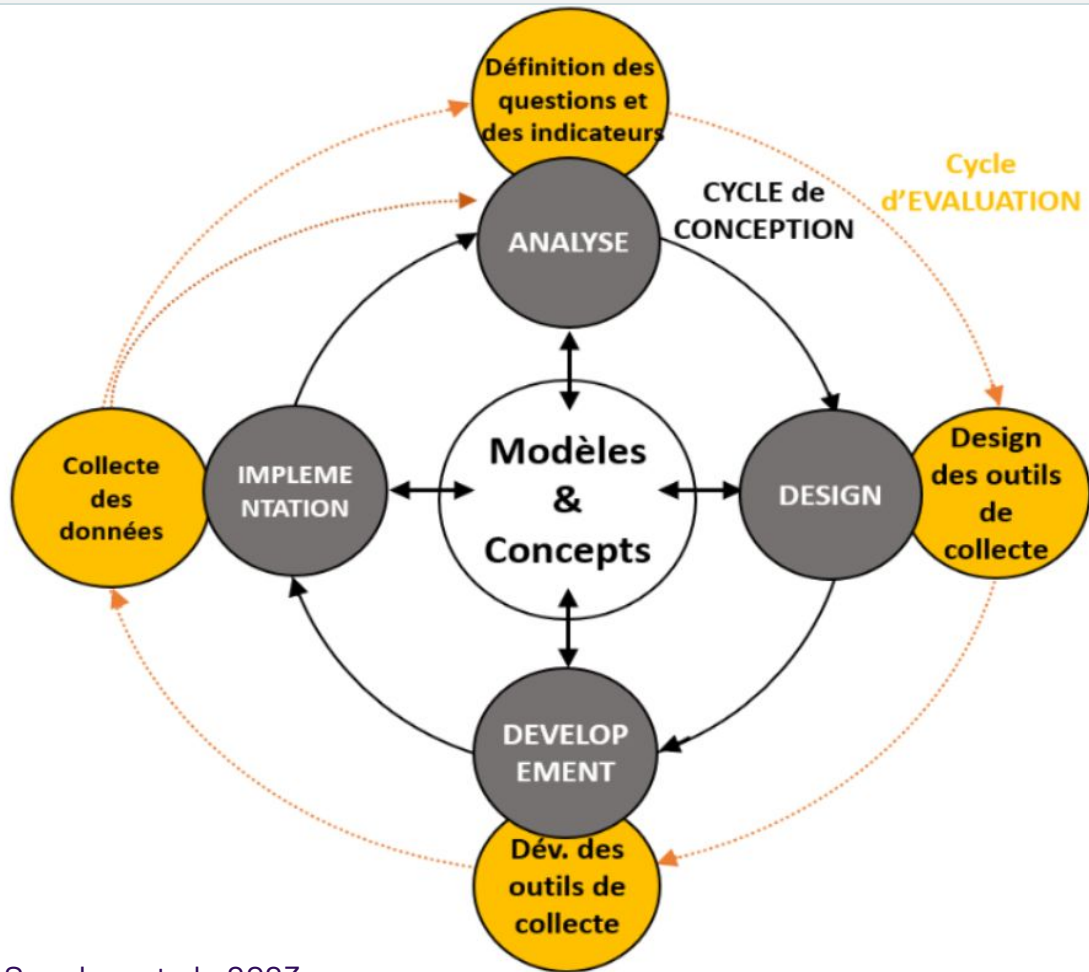 Définition des
questions et
des indicateurs
Cycle
d'EVALUATION
CYCLE de
CONCEPTION
ANALYSE
Collecte
des
données
IMPLEME
NTATION
Modèles
&
Concepts
DESIGN
Design
des outils
de
collecte
DEVELOP
EMENT
Dév. des
outils de
collecte